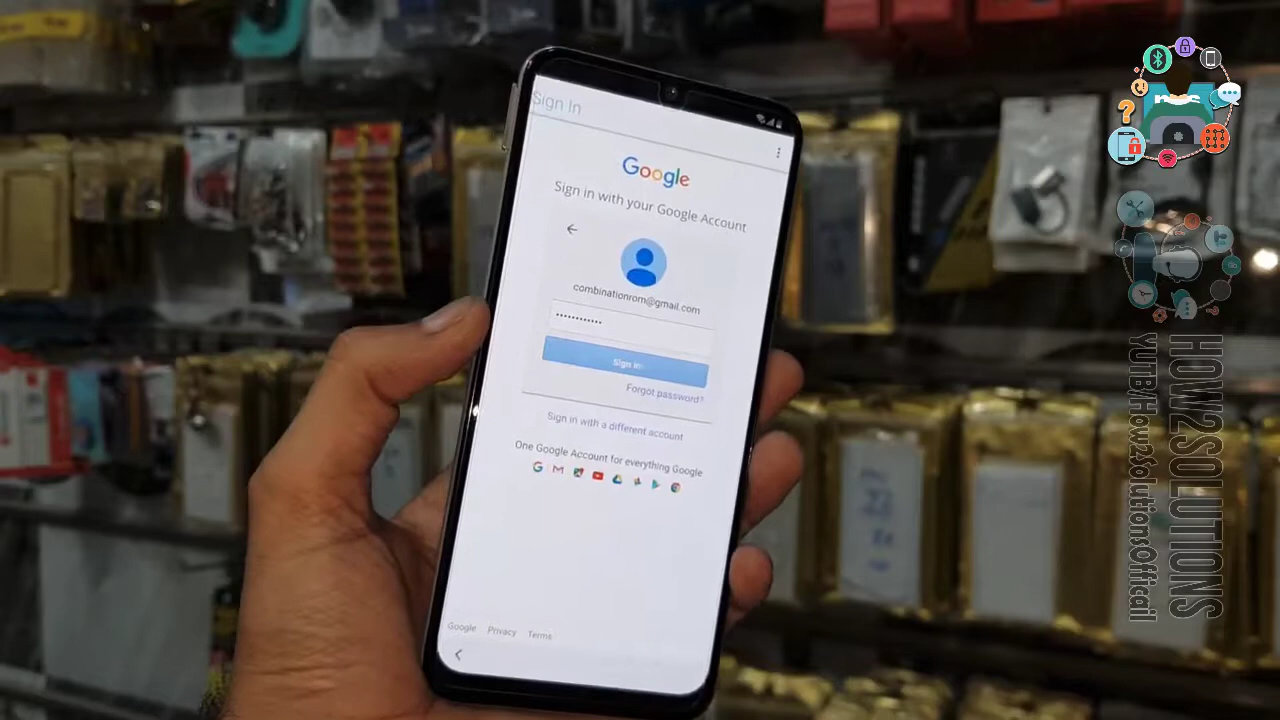 Sign In
Google
Sign in with your Google Account
combinationrom@gmail.com
••••••••••••
Sign in
Forgot password?
Sign in with a different account
One Google Account for everything Google
Google Privacy Terms
HOW2SOLUTIONS
YUTB/How2SolutionsOfficail